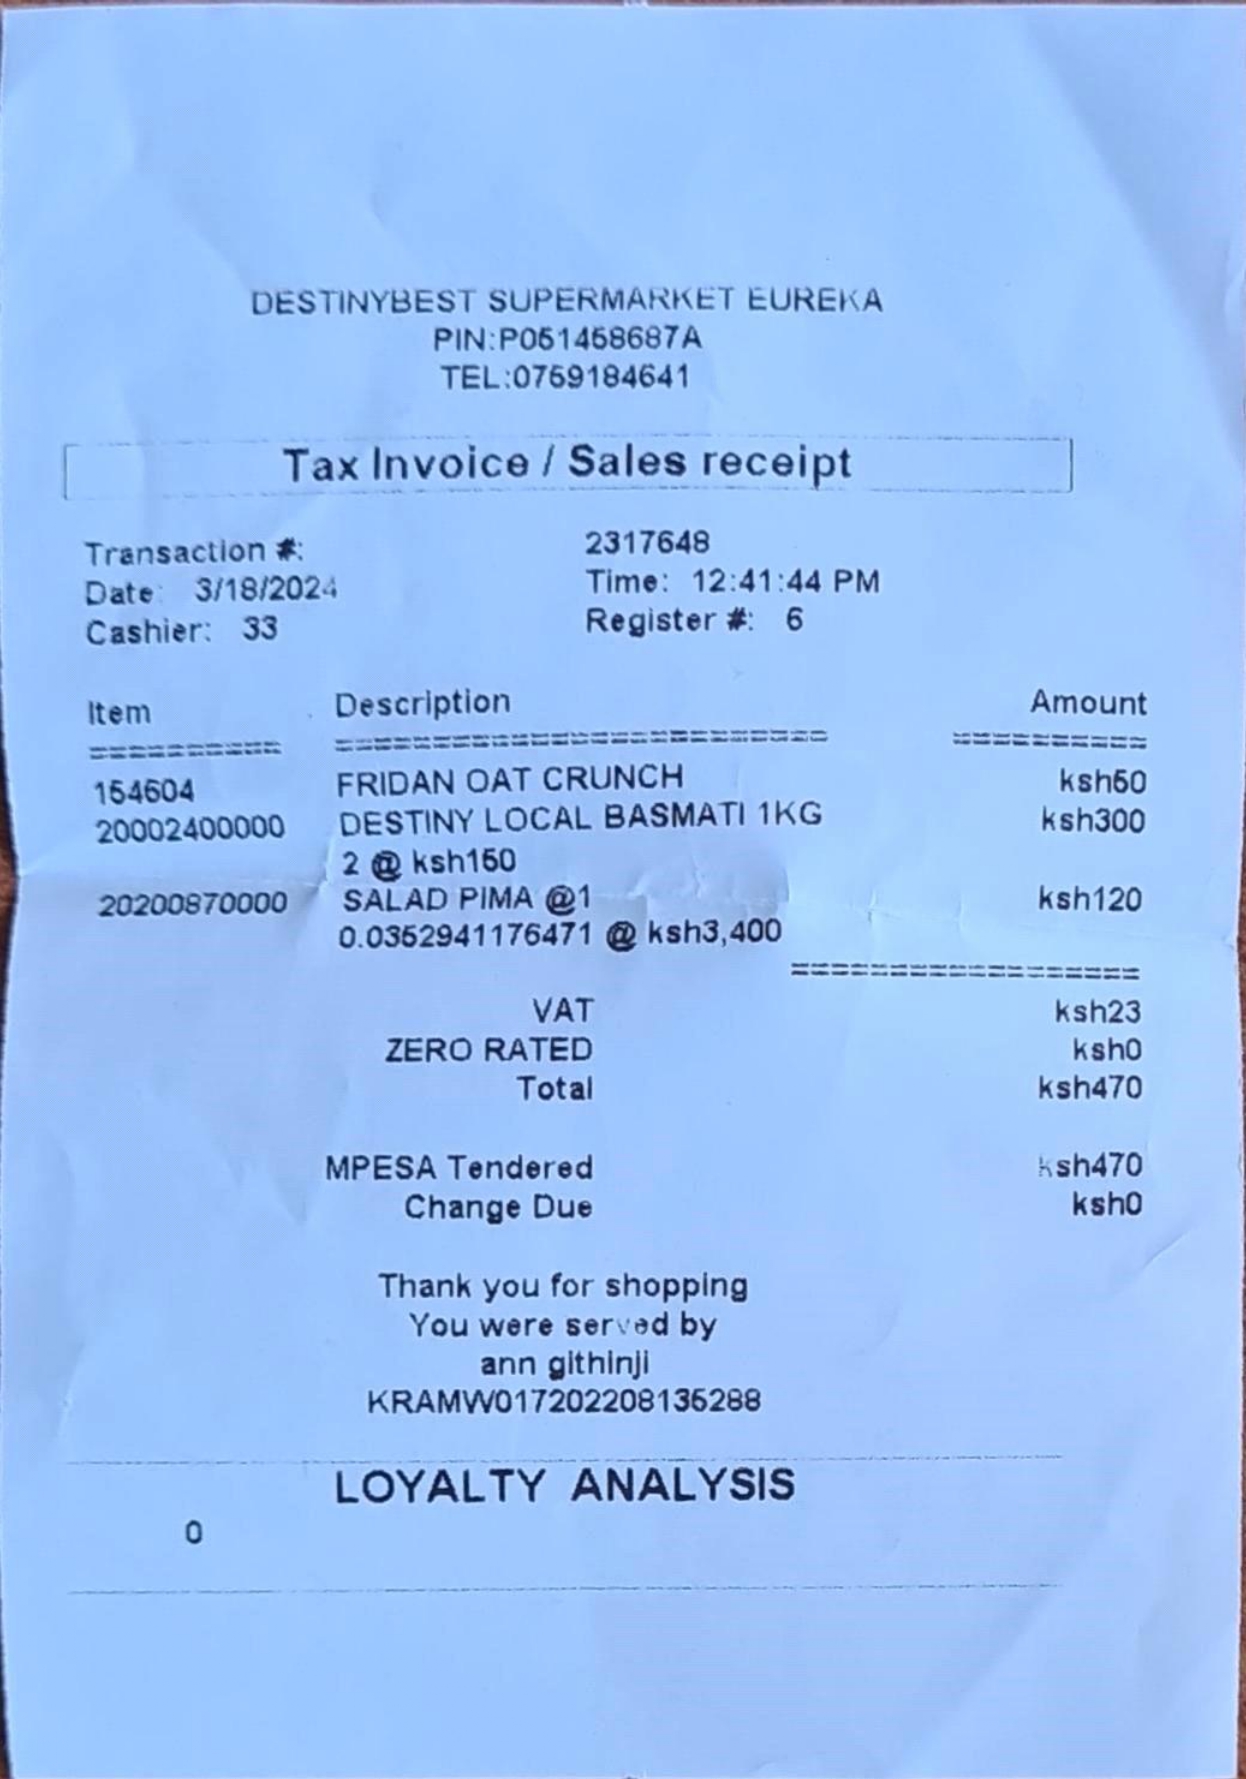 DESTINYBEST SUPERMARKET EUREKA
PIN:P051458687A
TEL:0759184641
Tax Invoice / Sales receipt
Transaction #: 2317648
Date: 3/18/2024 Time: 12:41:44 PM
Cashier: 33 Register #: 6
Item Description Amount
========== ========================= ==========
154604 FRIDAN OAT CRUNCH ksh50
20002400000 DESTINY LOCAL BASMATI 1KG ksh300
2 @ ksh150
20200870000 SALAD PIMA @1 ksh120
0.0352941176471 @ ksh3,400
==================
VAT ksh23
ZERO RATED ksh0
Total ksh470
MPESA Tendered ksh470
Change Due ksh0
Thank you for shopping
You were served by
ann githinji
KRAMW017202208135288
LOYALTY ANALYSIS
0